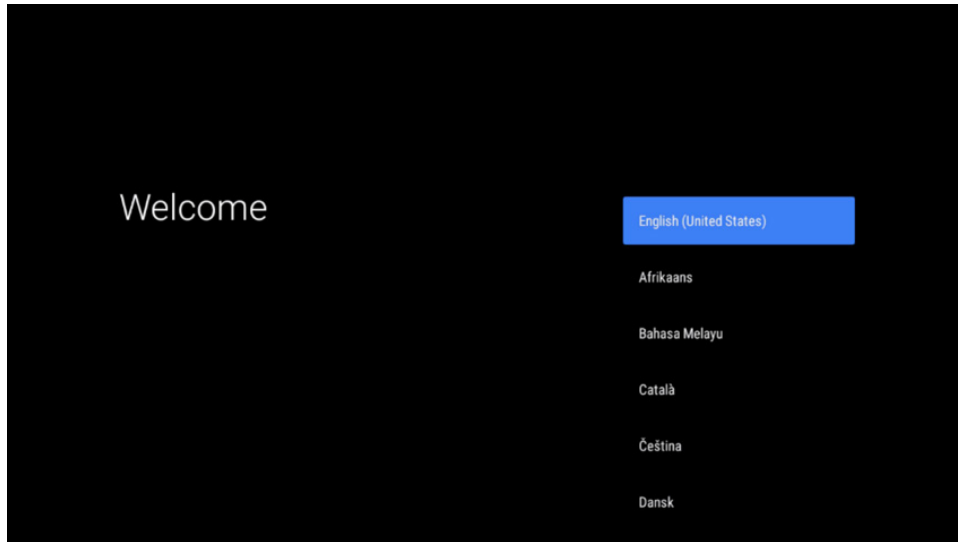 Welcome
English (United States)
Afrikaans
Bahasa Melayu
Català
Čeština
Dansk